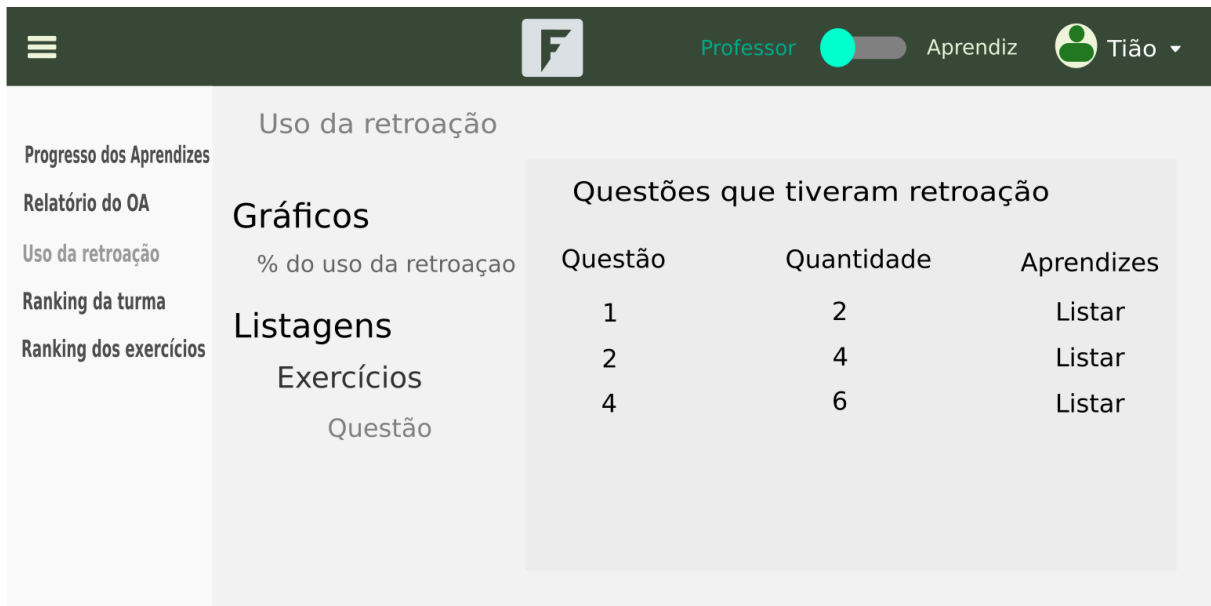 F
Professor Aprendiz Tião
Progresso dos Aprendizes
Relatório do OA
Uso da retroação
Ranking da turma
Ranking dos exercícios
Uso da retroação
Gráficos
% do uso da retroaçao
Listagens
Exercícios
Questão
Questões que tiveram retroação
Questão Quantidade Aprendizes
1 2 Listar
2 4 Listar
4 6 Listar